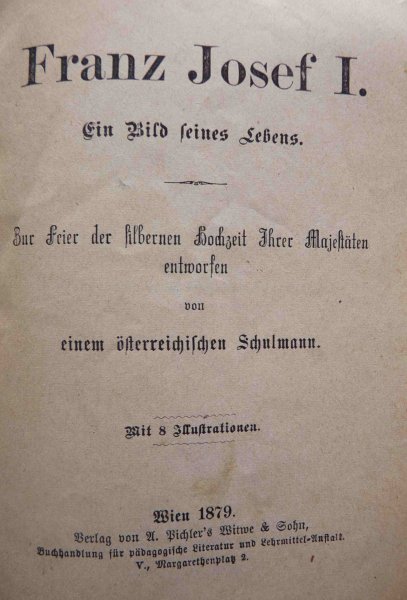 Franz Josef I.
Ein Bild seines Lebens.
Zur Feier der silbernen Hochzeit Ihrer Majestäten
entworfen
von
einem österreichischen Schulmann.
Mit 8 Illustrationen.
Wien 1879.
Verlag von A. Pichler's Witwe & Sohn,
Buchhandlung für pädagogische Literatur und Lehrmittel-Anstalt.
V., Margarethenplatz 2.